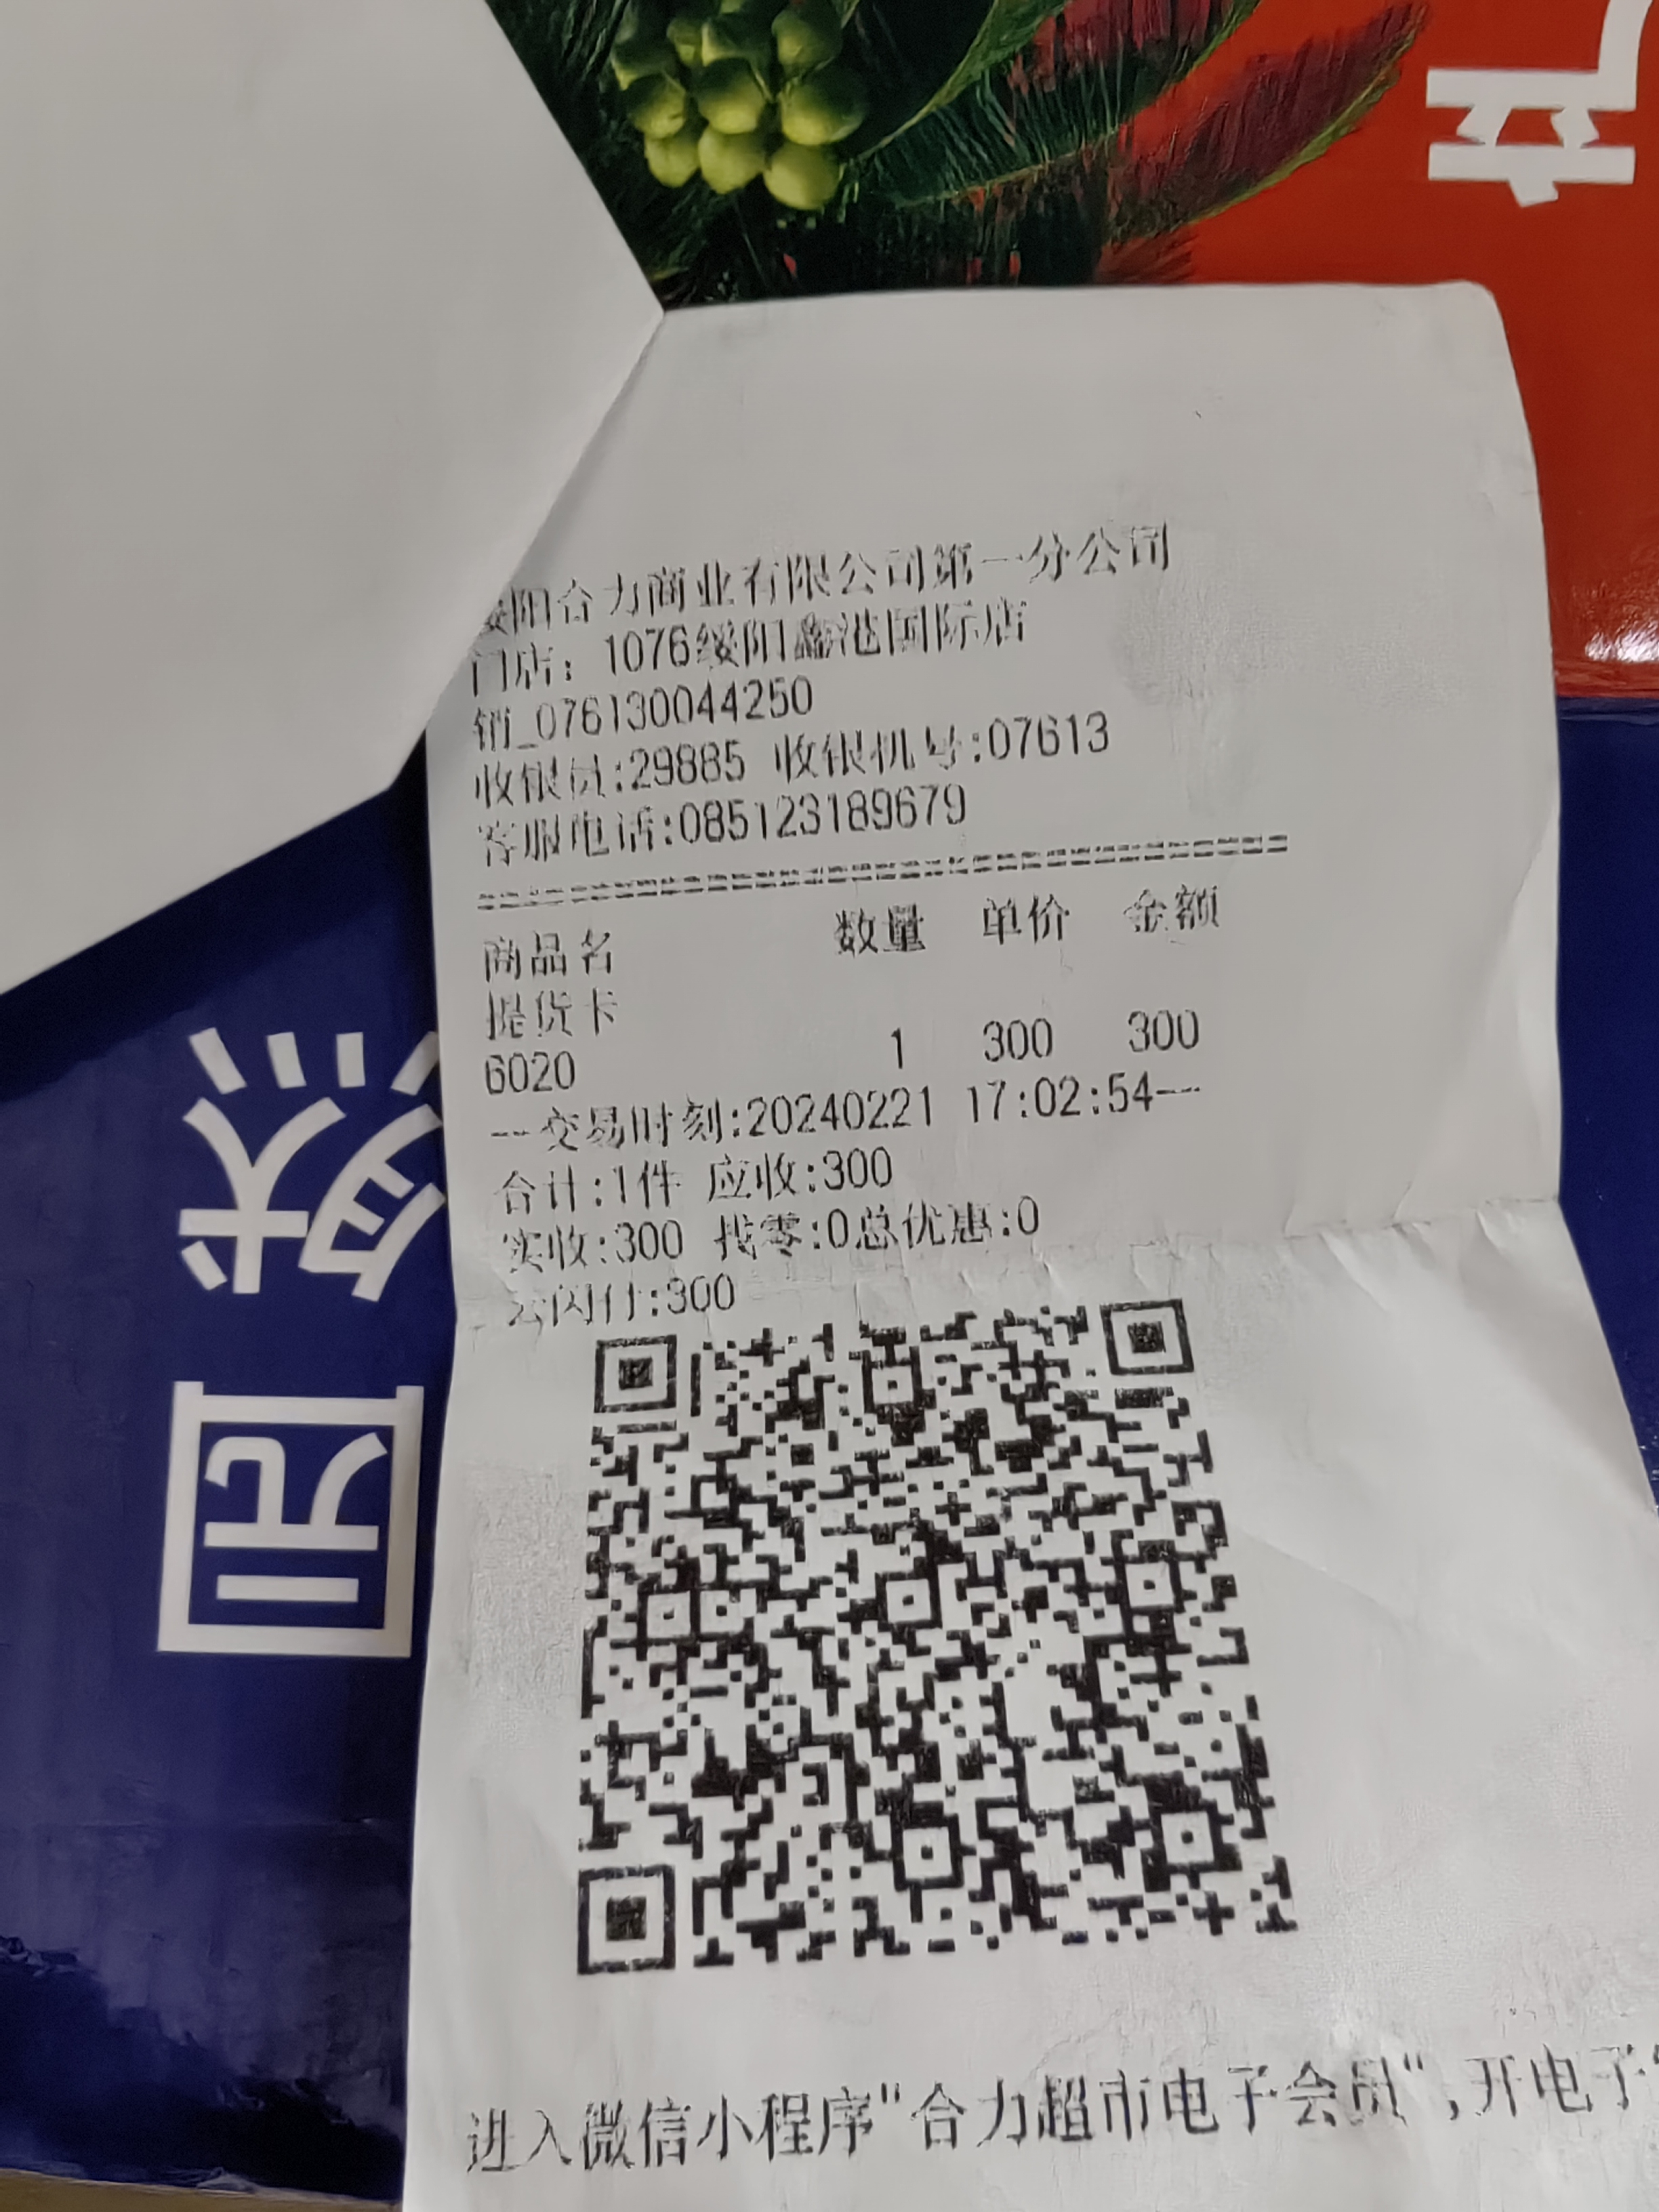 绥阳合力商业有限公司第一分公司
门店：1076绥阳鑫港国际店
销_076130044250
收银员:29885 收银机号:07613
客服电话:085123189679
商品名 数量 单价 金额
提货卡
6020 1 300 300
--交易时刻:20240221 17:02:54--
合计:1件 应收:300
实收:300 找零:0总优惠:0
云闪付:300
进入微信小程序"合力超市电子会员",开电子
然
产